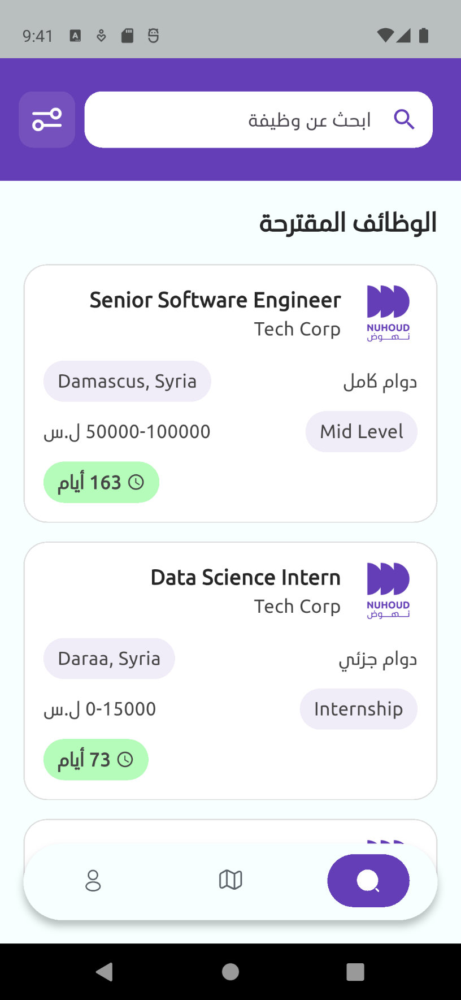 9:41
ابحث عن وظيفة
الوظائف المقترحة
Senior Software Engineer
Tech Corp
NUHOUD
نهوض
دوام كامل
Damascus, Syria
Mid Level
50000-100000 ل.س
163 أيام
Data Science Intern
Tech Corp
NUHOUD
نهوض
دوام جزئي
Daraa, Syria
Internship
0-15000 ل.س
73 أيام